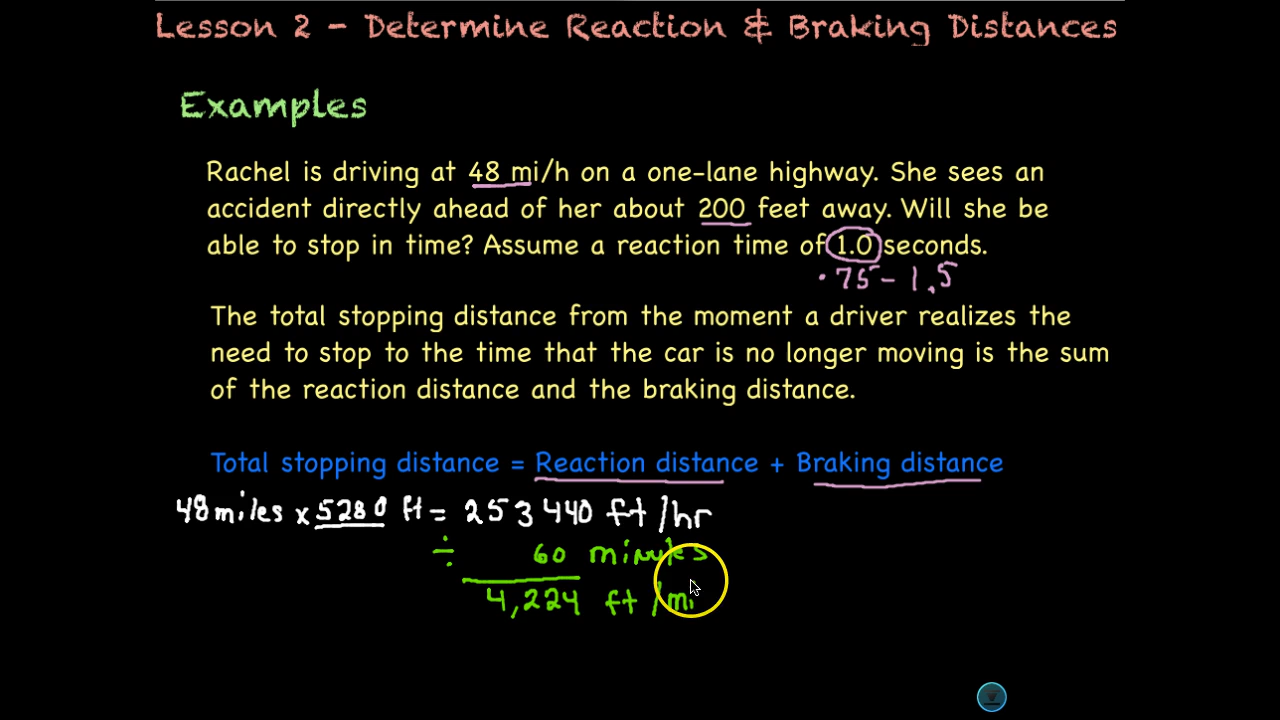 Lesson 2 - Determine Reaction & Braking Distances
Examples
Rachel is driving at 48 mi/h on a one-lane highway. She sees an
accident directly ahead of her about 200 feet away. Will she be
able to stop in time? Assume a reaction time of 1.0 seconds.
.75 - 1.5
The total stopping distance from the moment a driver realizes the
need to stop to the time that the car is no longer moving is the sum
of the reaction distance and the braking distance.
Total stopping distance = Reaction distance + Braking distance
48 miles x 5280 ft = 253440 ft/hr
÷ 60 minutes
4,224 ft/mi